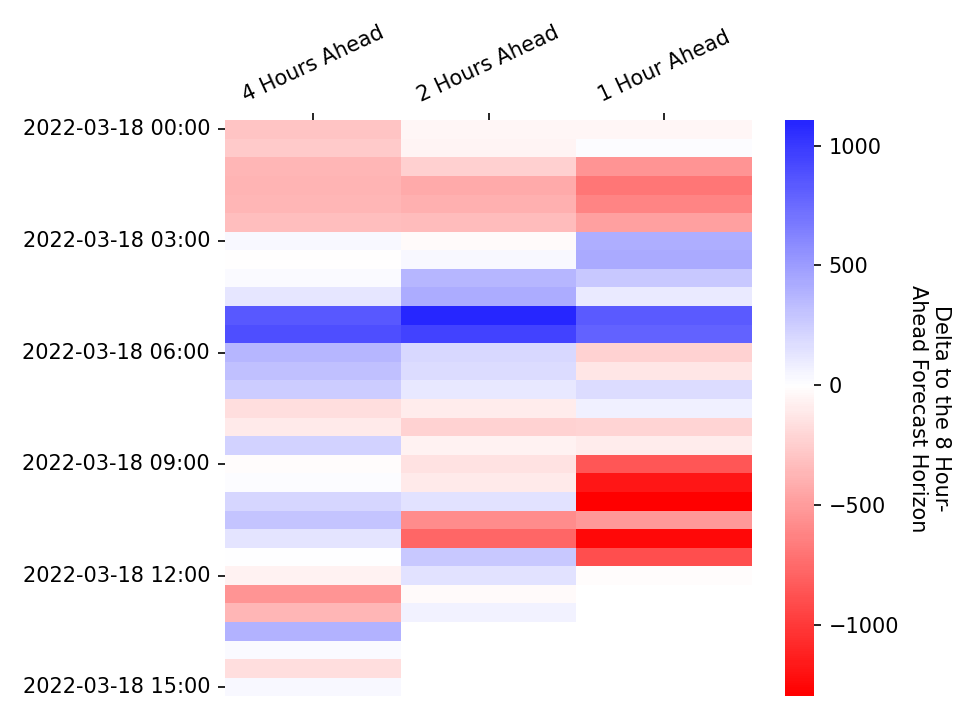 4 Hours Ahead
2 Hours Ahead
1 Hour Ahead
2022-03-18 00:00
2022-03-18 03:00
2022-03-18 06:00
2022-03-18 09:00
2022-03-18 12:00
2022-03-18 15:00
1000
500
0
−500
−1000
Delta to the 8 Hour-
Ahead Forecast Horizon